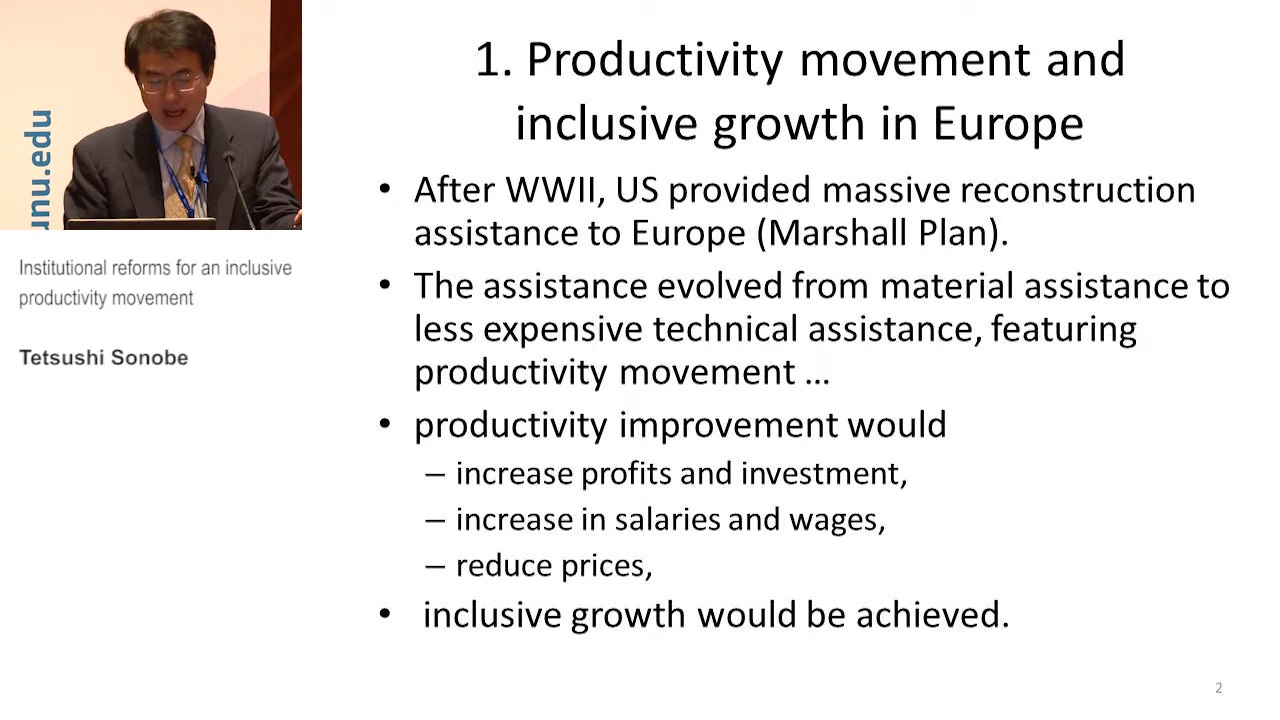 unu.edu
Institutional reforms for an inclusive
productivity movement
Tetsushi Sonobe
1. Productivity movement and
inclusive growth in Europe
• After WWII, US provided massive reconstruction
assistance to Europe (Marshall Plan).
• The assistance evolved from material assistance to
less expensive technical assistance, featuring
productivity movement ...
• productivity improvement would
– increase profits and investment,
– increase in salaries and wages,
– reduce prices,
• inclusive growth would be achieved.
2